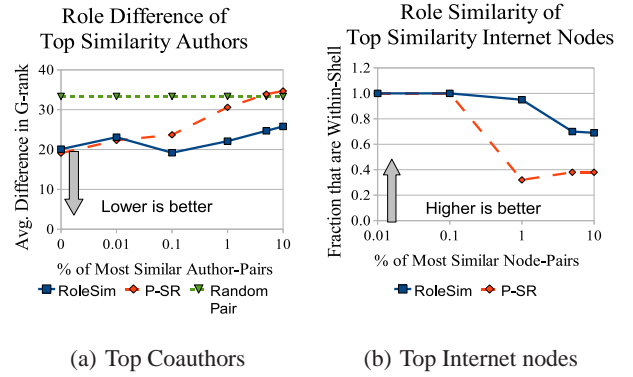 Role Difference of
Top Similarity Authors
Avg. Difference in G-rank
40
30
20
10
0
Lower is better
0 0.01 0.1 1 10
% of Most Similar Author-Pairs
RoleSim P-SR Random
Pair
(a) Top Coauthors
Role Similarity of
Top Similarity Internet Nodes
Fraction that are Within-Shell
1.2
1.0
0.8
0.6
0.4
0.2
0.0
Higher is better
0.01 0.1 1 10
% of Most Similar Node-Pairs
RoleSim P-SR
(b) Top Internet nodes